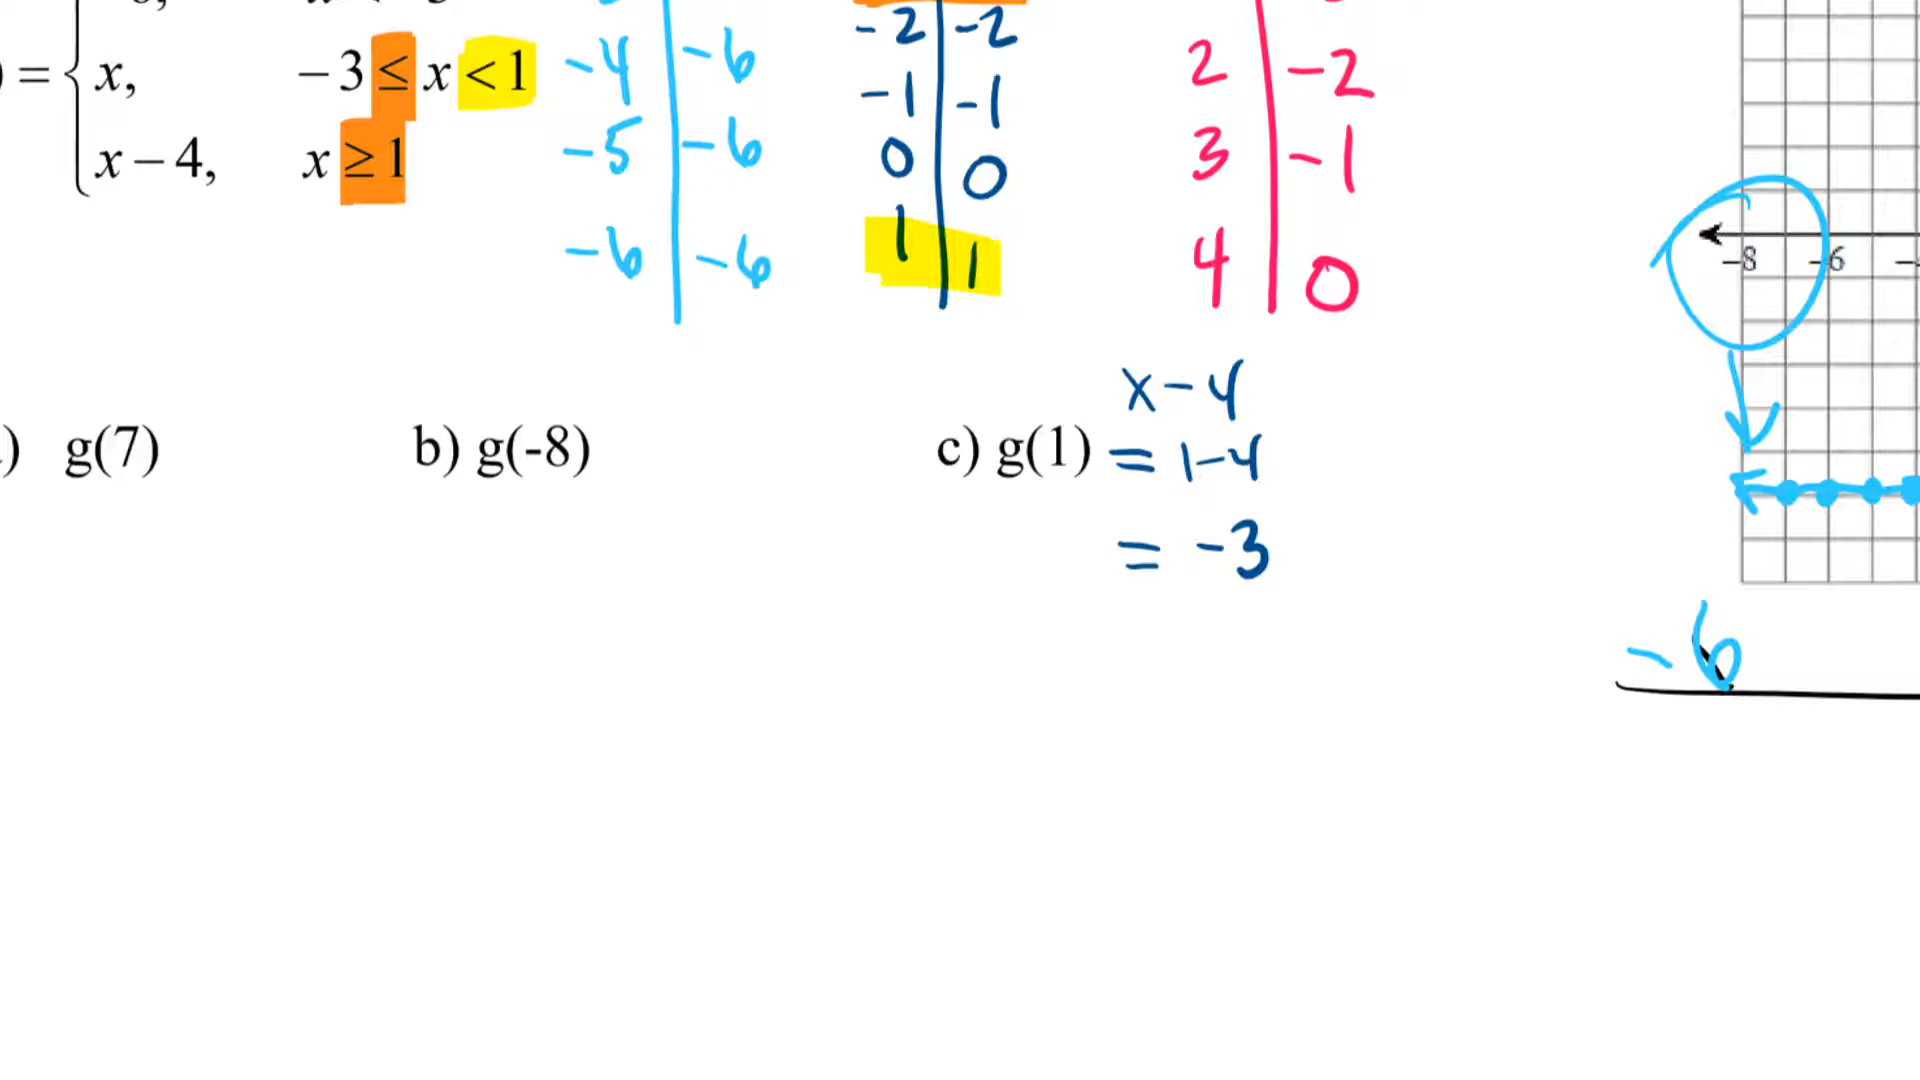 -2 | -2
) = { x, −3 ≤ x < 1
-4 | -6
-1 | -1
2 | -2
x − 4, x ≥ 1
-5 | -6
0 | 0
3 | -1
-6 | -6
1 | 1
4 | 0
−8 −6
x - 4
) g(7) b) g(-8) c) g(1) = 1-4
= -3
-6